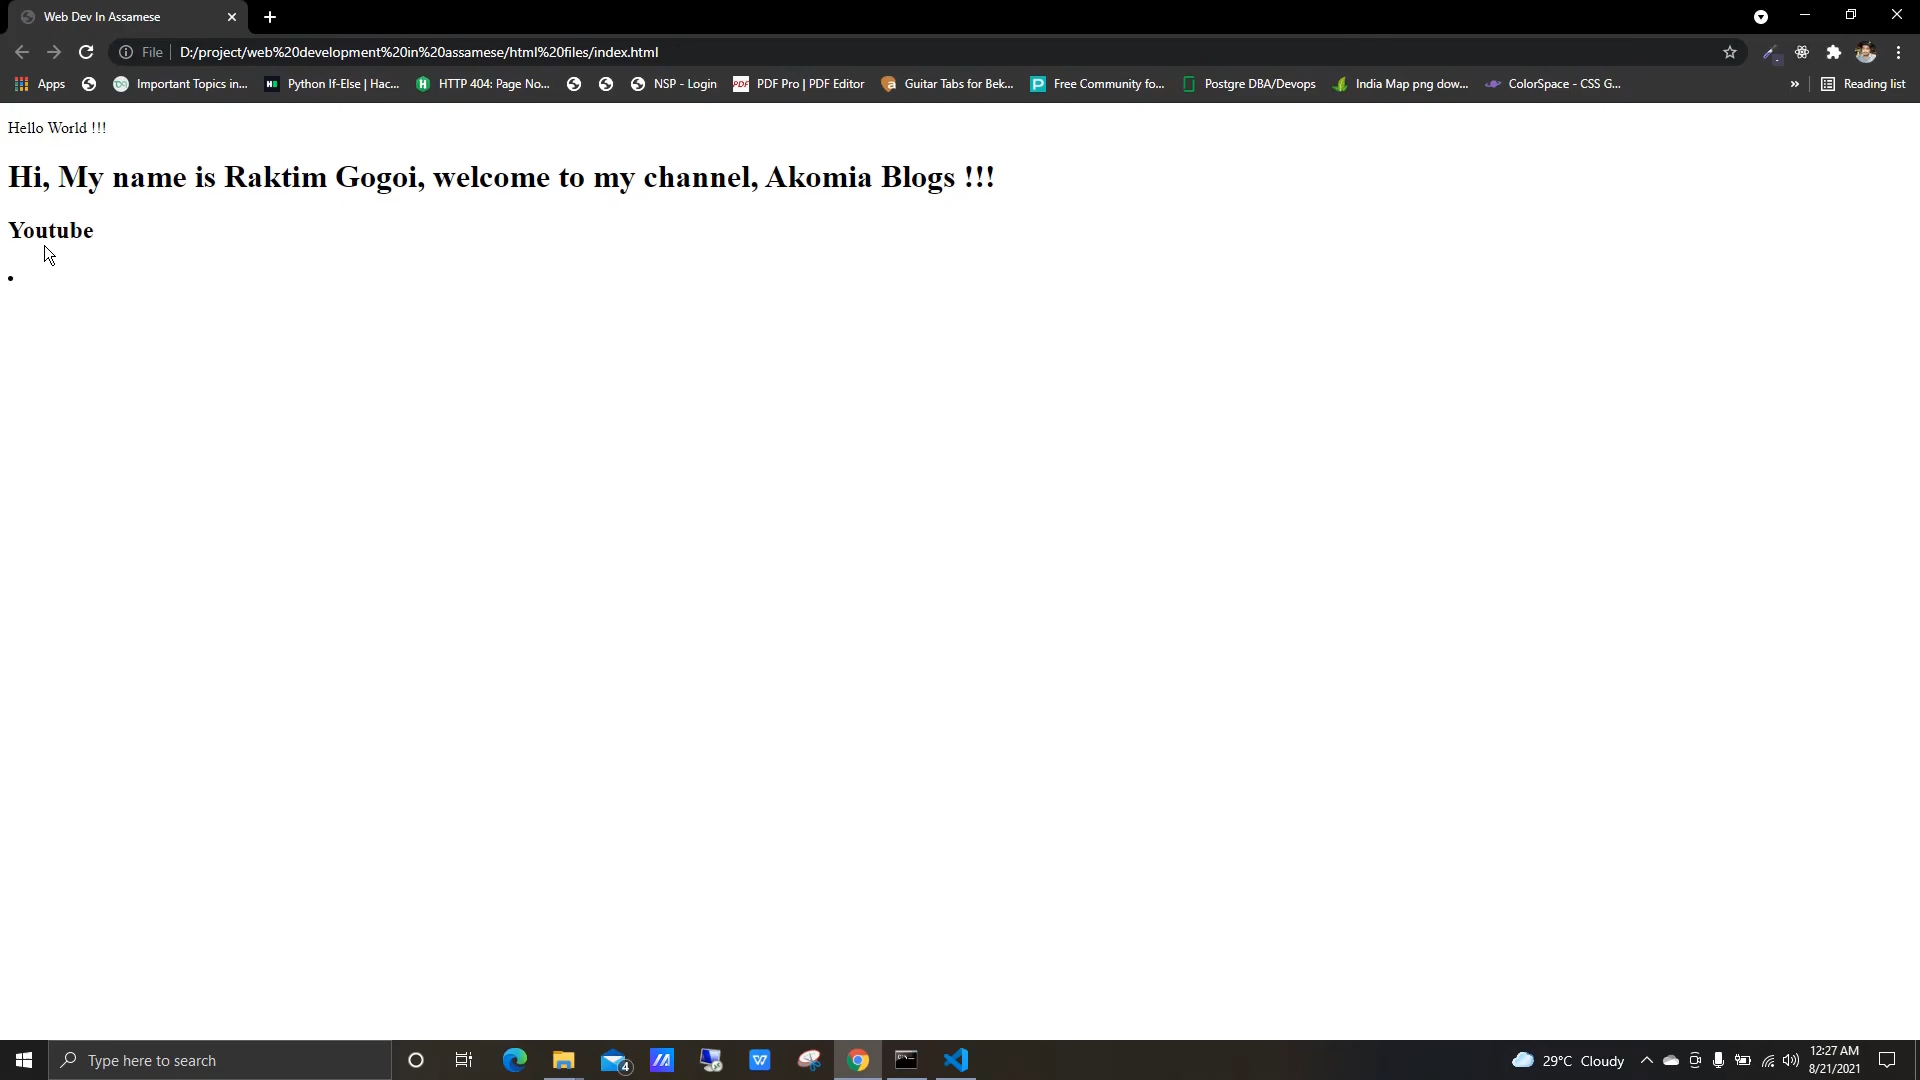 Web Dev In Assamese
File D:/project/web%20development%20in%20assamese/html%20files/index.html
Apps Important Topics in... Python If-Else | Hac... HTTP 404: Page No... NSP - Login PDF Pro | PDF Editor Guitar Tabs for Bek... Free Community fo... Postgre DBA/Devops India Map png dow... ColorSpace - CSS G... » Reading list
Hello World !!!
Hi, My name is Raktim Gogoi, welcome to my channel, Akomia Blogs !!!
Youtube
•
Type here to search 4 29°C Cloudy 12:27 AM
8/21/2021